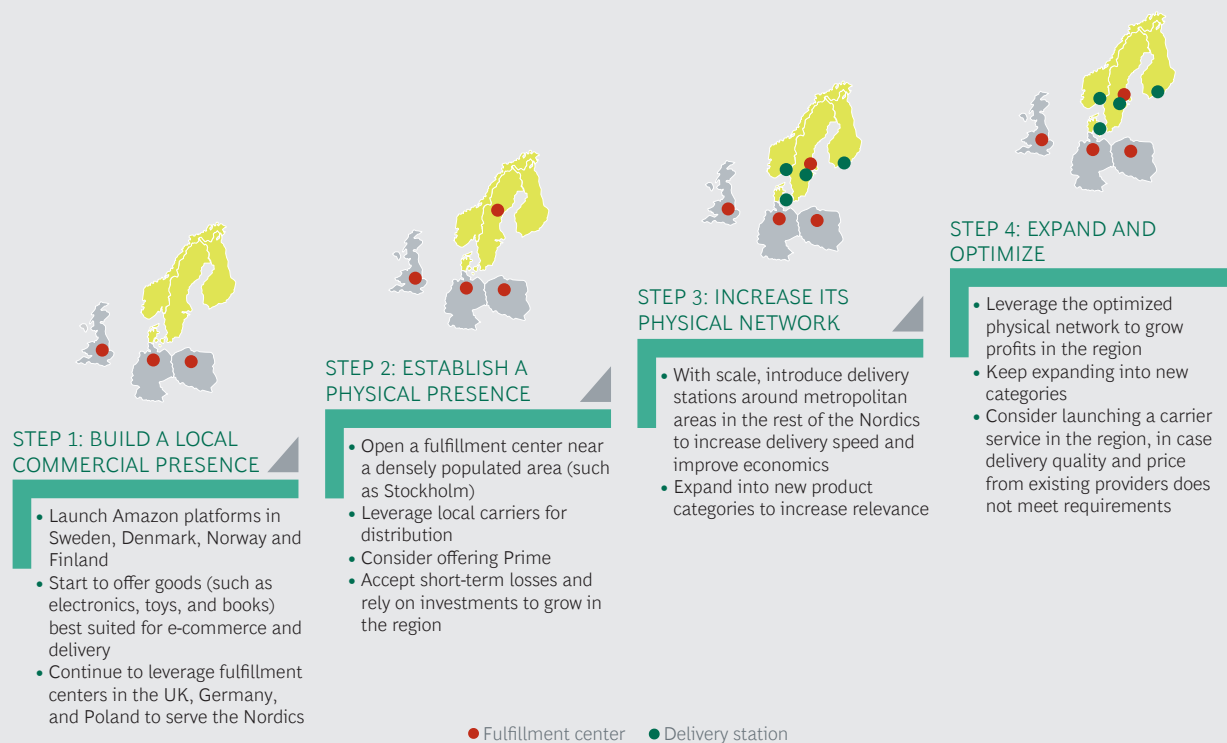 STEP 1: BUILD A LOCAL
COMMERCIAL PRESENCE
• Launch Amazon platforms in
Sweden, Denmark, Norway and
Finland
• Start to offer goods (such as
electronics, toys, and books)
best suited for e-commerce and
delivery
• Continue to leverage fulfillment
centers in the UK, Germany,
and Poland to serve the Nordics
STEP 2: ESTABLISH A
PHYSICAL PRESENCE
• Open a fulfillment center near
a densely populated area (such
as Stockholm)
• Leverage local carriers for
distribution
• Consider offering Prime
• Accept short-term losses and
rely on investments to grow in
the region
STEP 3: INCREASE ITS
PHYSICAL NETWORK
• With scale, introduce delivery
stations around metropolitan
areas in the rest of the Nordics
to increase delivery speed and
improve economics
• Expand into new product
categories to increase relevance
STEP 4: EXPAND AND
OPTIMIZE
• Leverage the optimized
physical network to grow
profits in the region
• Keep expanding into new
categories
• Consider launching a carrier
service in the region, in case
delivery quality and price
from existing providers does
not meet requirements
Fulfillment center
Delivery station